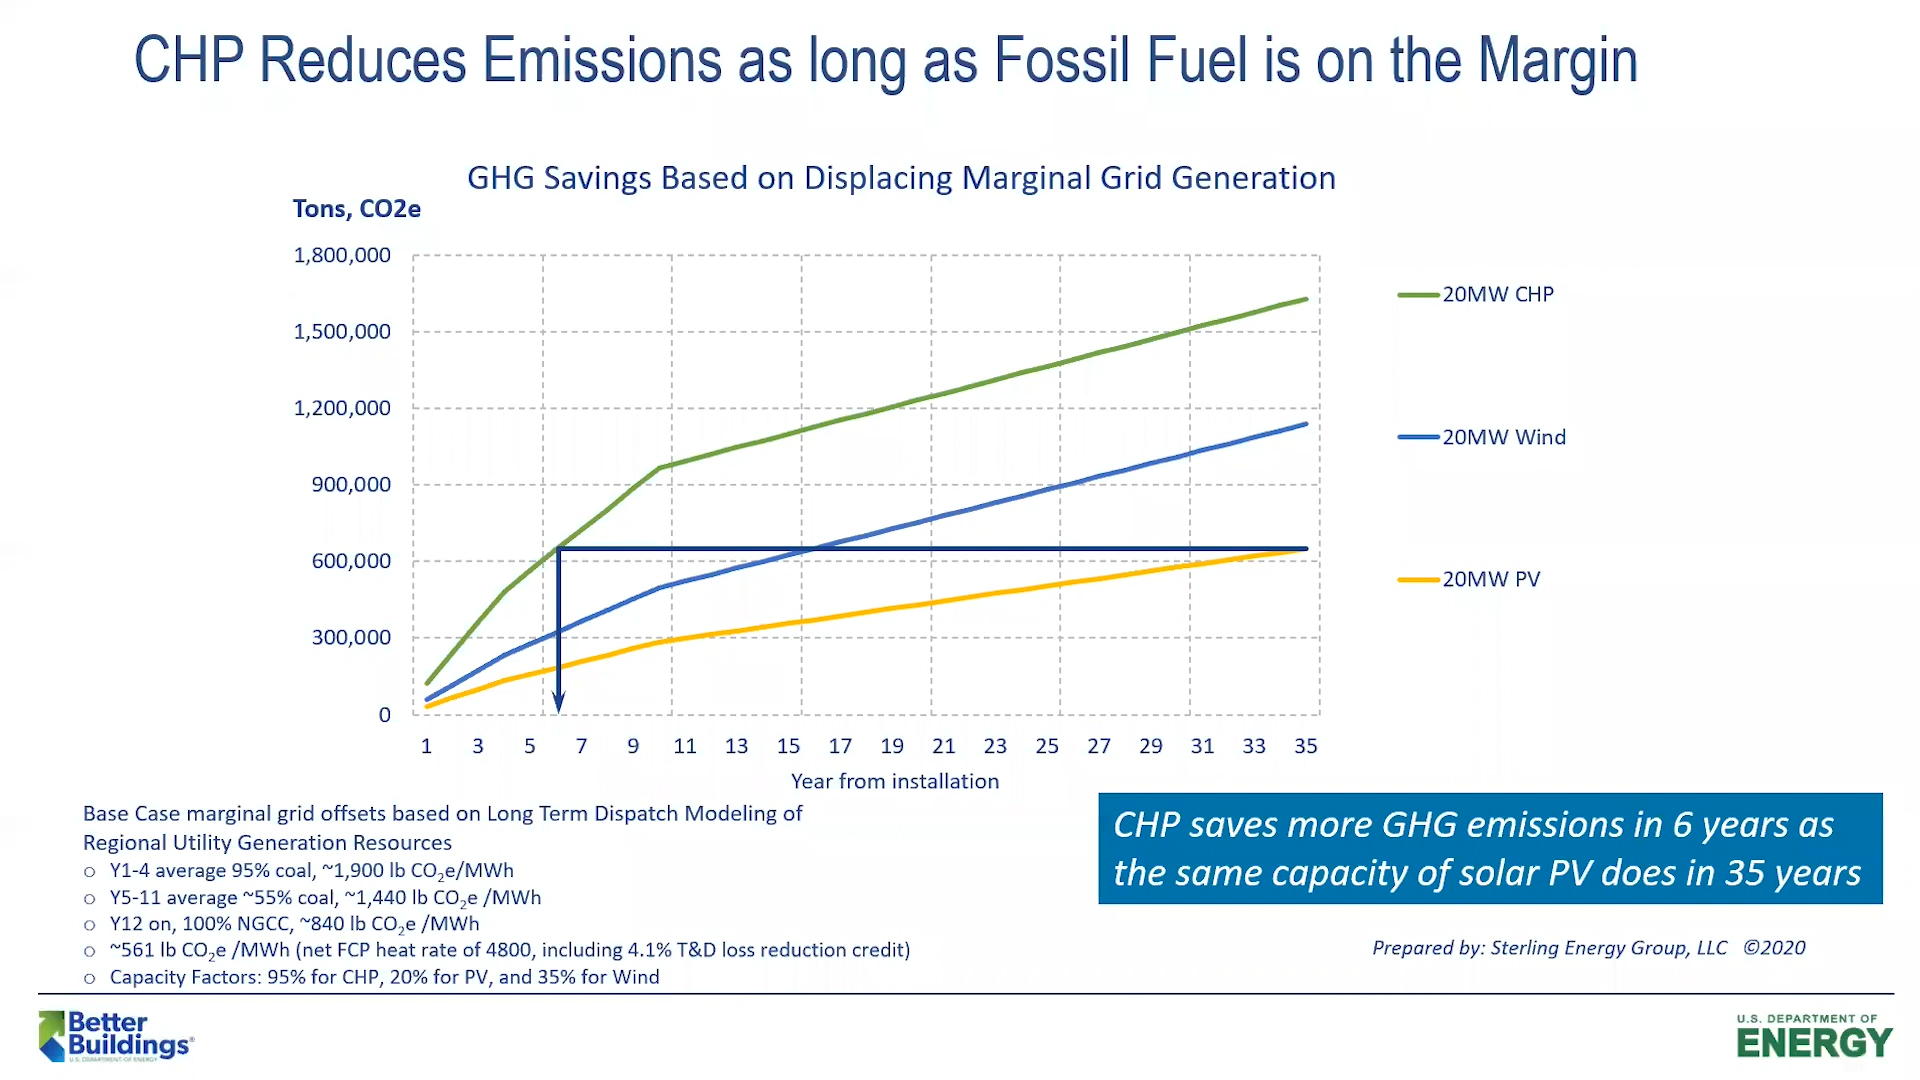 CHP Reduces Emissions as long as Fossil Fuel is on the Margin
GHG Savings Based on Displacing Marginal Grid Generation
Tons, CO2e
1,800,000
1,500,000
1,200,000
900,000
600,000
300,000
0
1 3 5 7 9 11 13 15 17 19 21 23 25 27 29 31 33 35
Year from installation
20MW CHP
20MW Wind
20MW PV
Base Case marginal grid offsets based on Long Term Dispatch Modeling of
Regional Utility Generation Resources
○ Y1-4 average 95% coal, ~1,900 lb CO₂e/MWh
○ Y5-11 average ~55% coal, ~1,440 lb CO₂e /MWh
○ Y12 on, 100% NGCC, ~840 lb CO₂e /MWh
○ ~561 lb CO₂e /MWh (net FCP heat rate of 4800, including 4.1% T&D loss reduction credit)
○ Capacity Factors: 95% for CHP, 20% for PV, and 35% for Wind
CHP saves more GHG emissions in 6 years as
the same capacity of solar PV does in 35 years
Prepared by: Sterling Energy Group, LLC ©2020
Better
Buildings®
U.S. DEPARTMENT OF ENERGY
U.S. DEPARTMENT OF
ENERGY